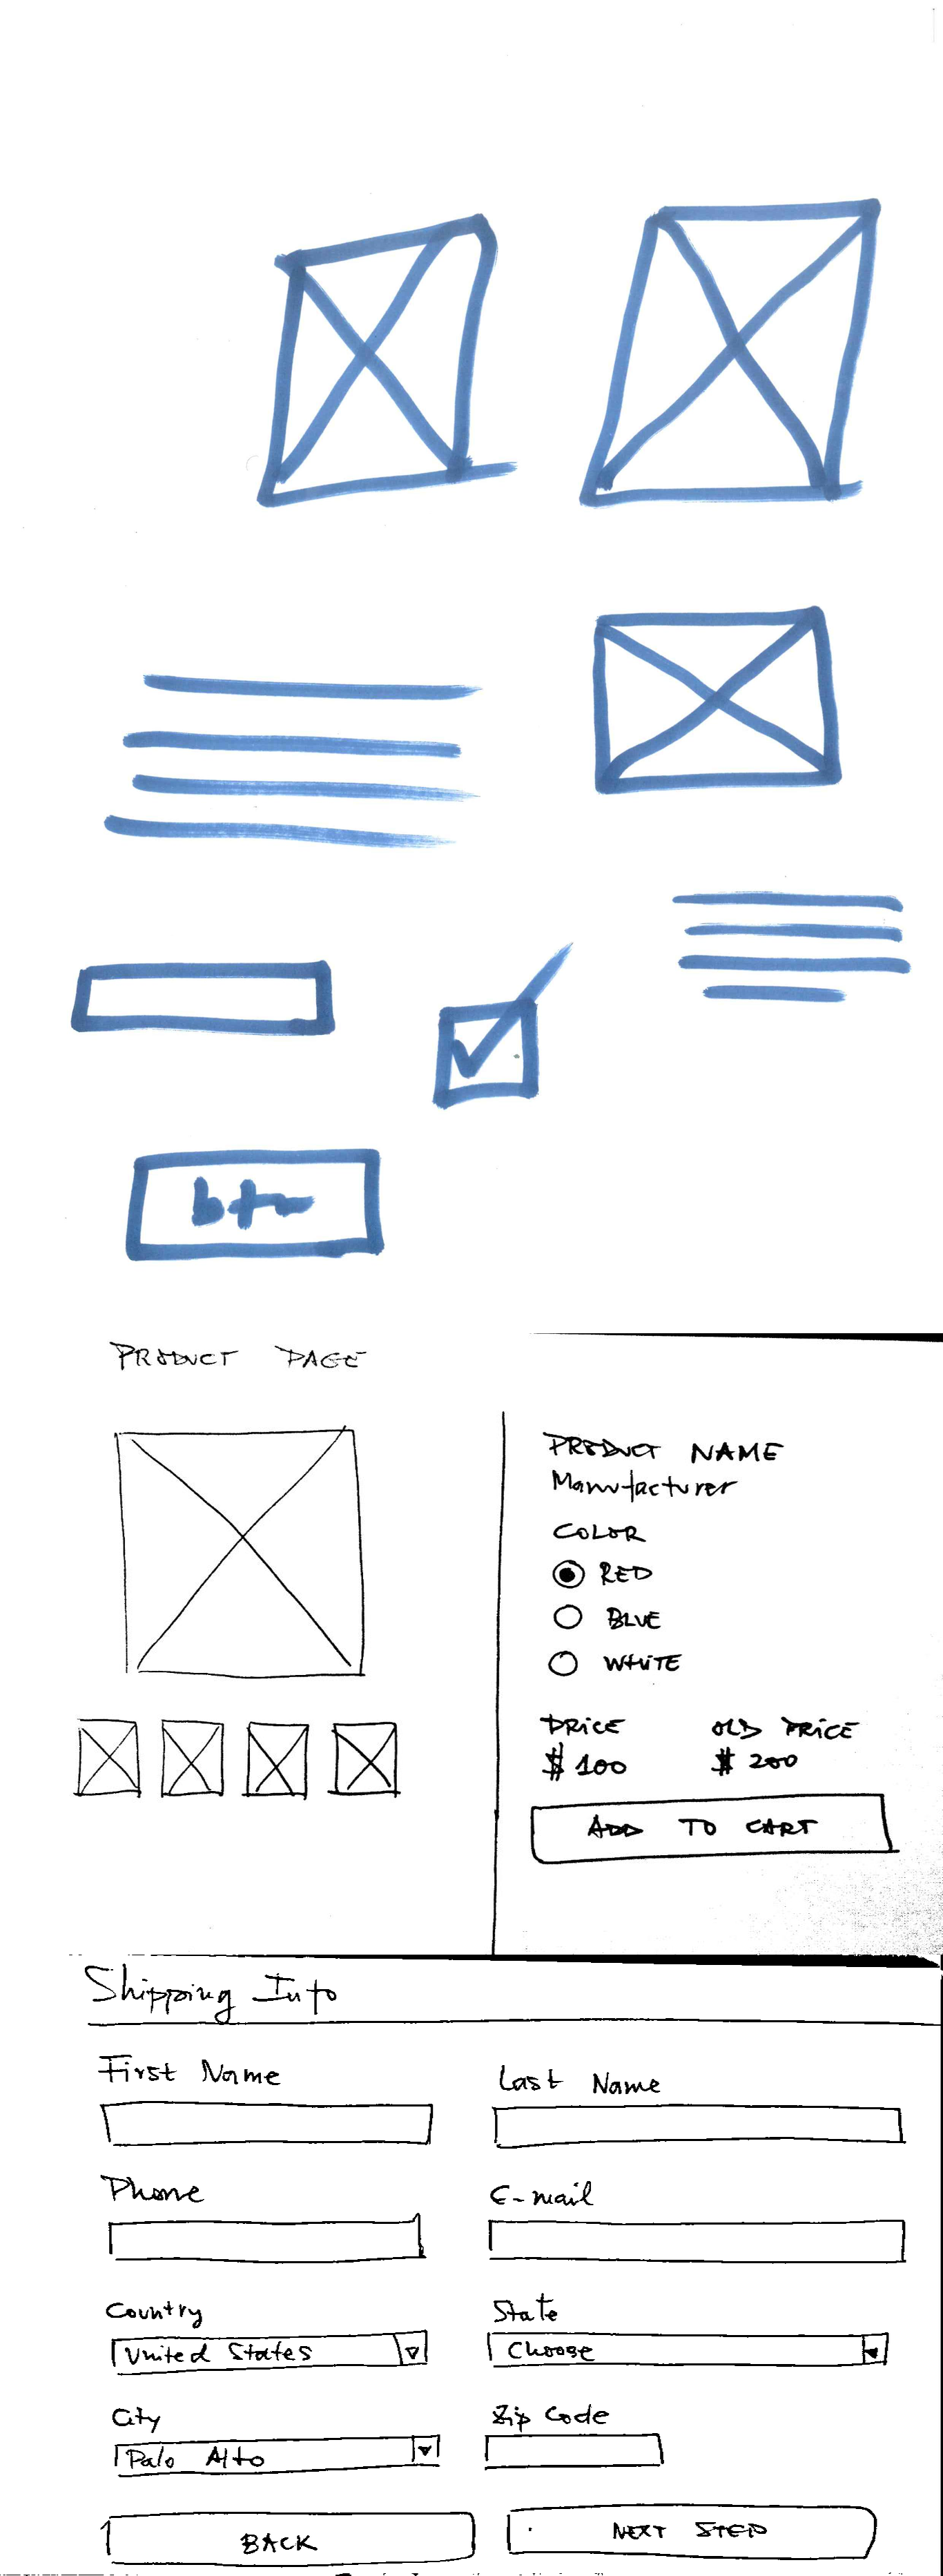 btn
PRODUCT PAGE
PRODUCT NAME
Manufacturer
COLOR
RED
BLUE
WHITE
PRICE OLD PRICE
$ 100 $ 200
ADD TO CART
Shipping Info
First Name Last Name
Phone E-mail
Country State
United States Choose
City Zip Code
Palo Alto
BACK NEXT STEP